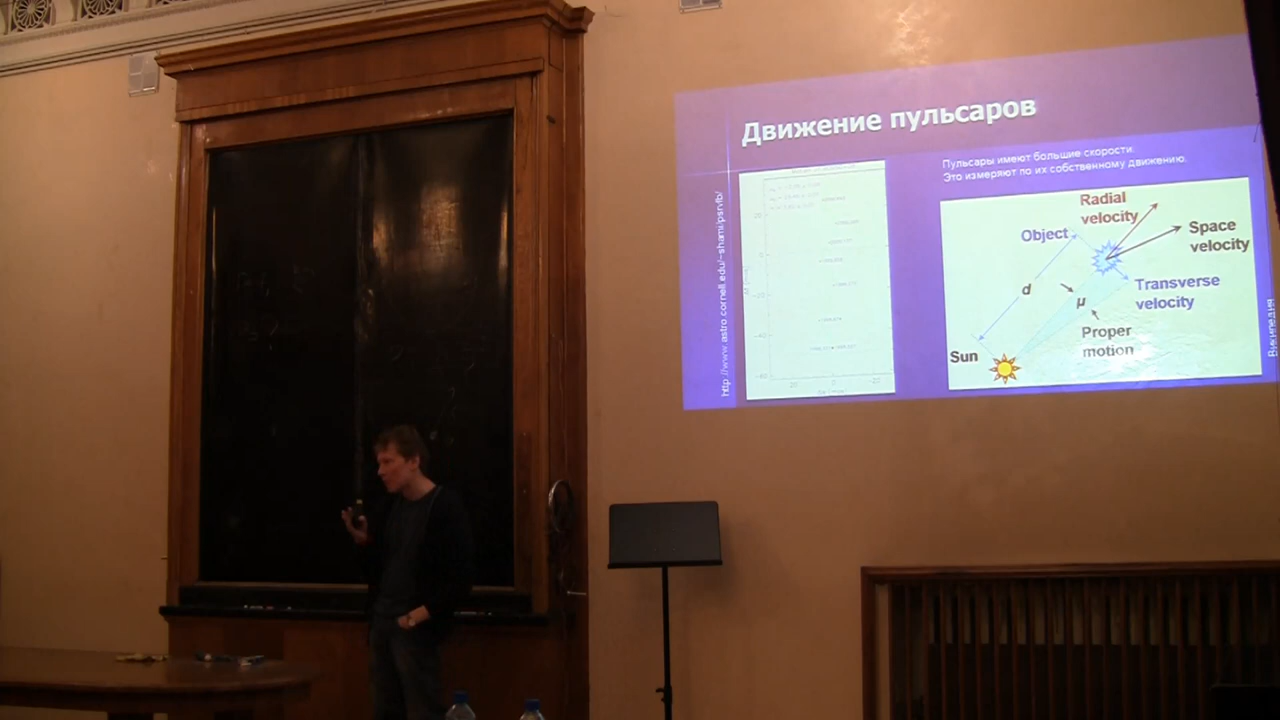 Движение пульсаров
Пульсары имеют большие скорости.
Это измеряют по их собственному движению.
http://www.astro.cornell.edu/~shami/psrvlb/
Radial
velocity
Object
Space
velocity
d
μ
Transverse
velocity
Proper
motion
Sun
Википедия